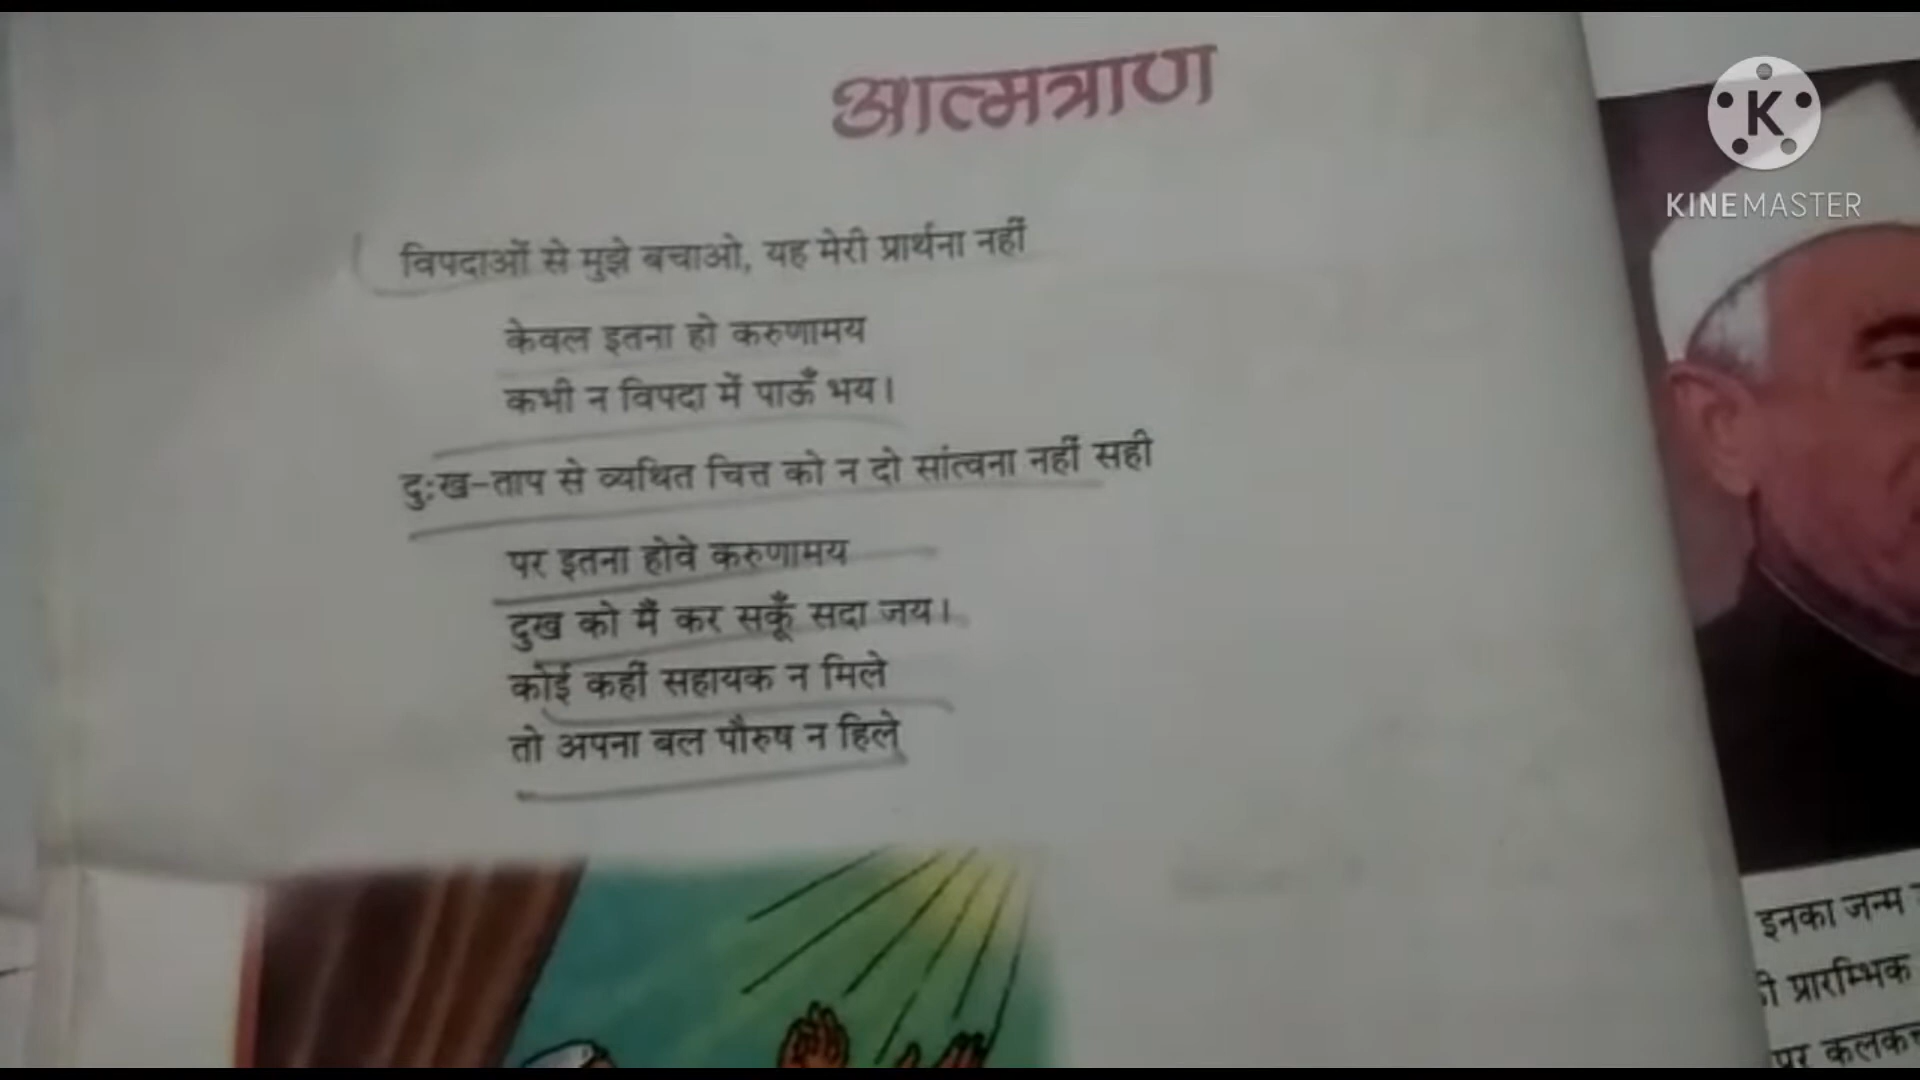 आत्मत्राण
विपदाओं से मुझे बचाओ, यह मेरी प्रार्थना नहीं
केवल इतना हो करुणामय
कभी न विपदा में पाऊँ भय।
दुःख-ताप से व्यथित चित्त को न दो सांत्वना नहीं सही
पर इतना होवे करुणामय
दुख को मैं कर सकूँ सदा जय।
कोई कहीं सहायक न मिले
तो अपना बल पौरुष न हिले
K
KINEMASTER
इनका जन्म
प्रारम्भिक
पर